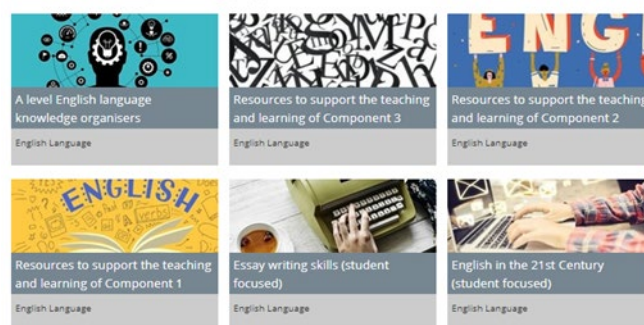 A level English language
knowledge organisers
English Language
Resources to support the teaching
and learning of Component 3
English Language
ENG
Resources to support the teaching
and learning of Component 2
English Language
ENGLISH
verbs
Resources to support the teaching
and learning of Component 1
English Language
Essay writing skills (student
focused)
English Language
English in the 21st Century
(student focused)
English Language